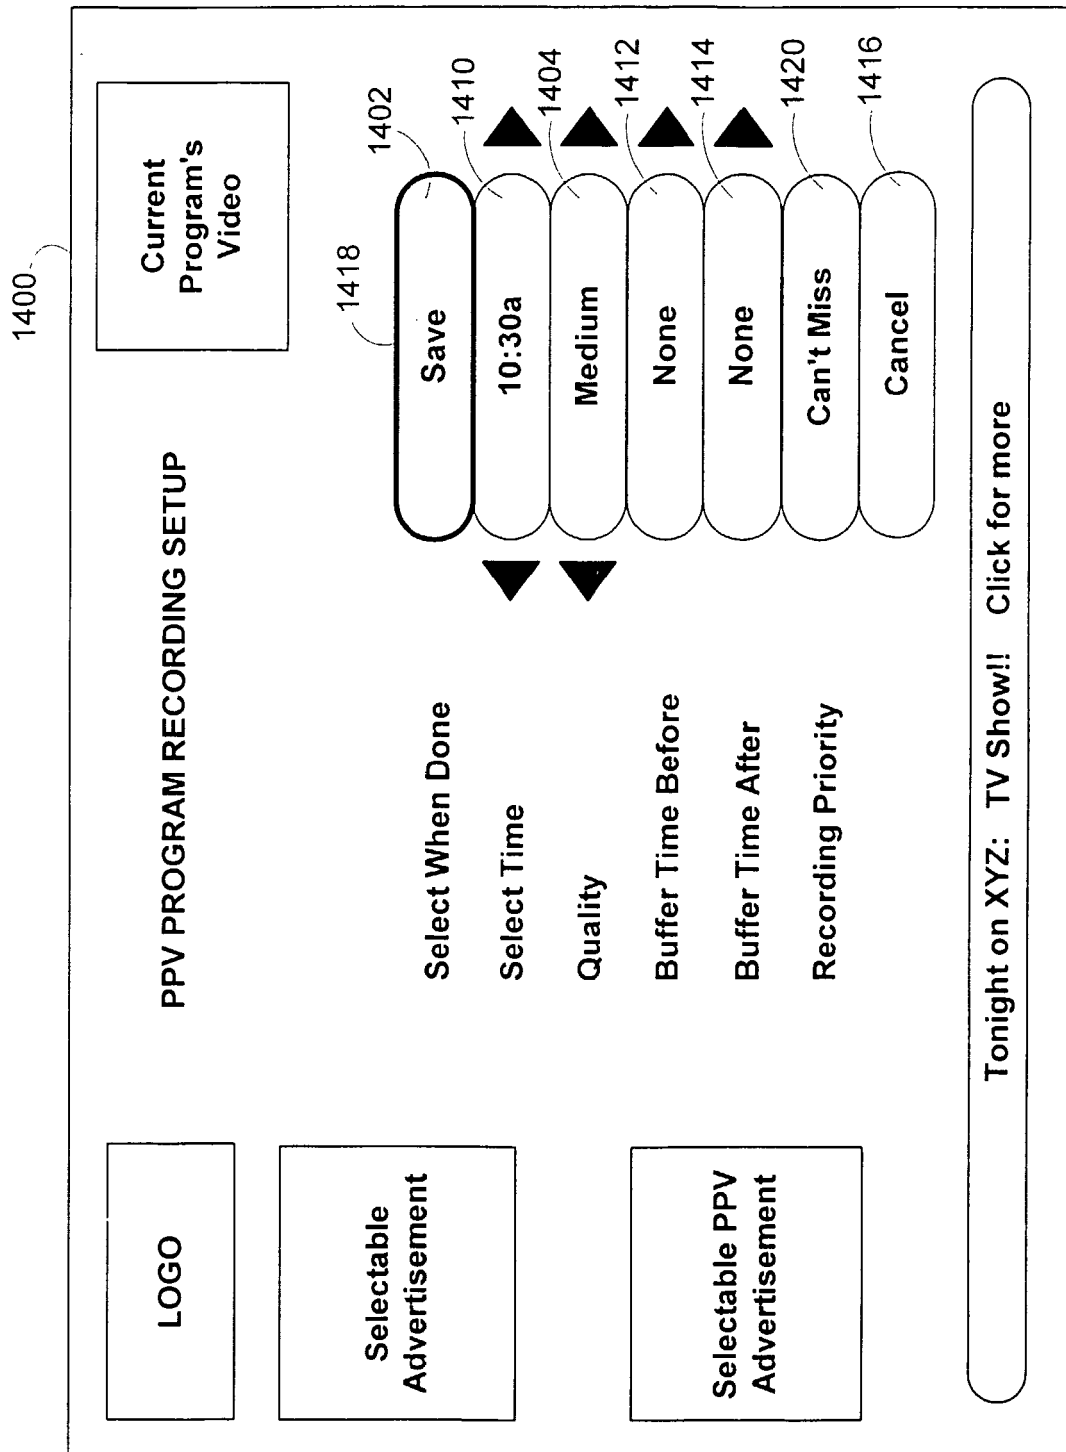 1400
LOGO
PPV PROGRAM RECORDING SETUP
Current
Program's
Video
Selectable
Advertisement
Selectable PPV
Advertisement
1418
1402
Select When Done
Save
1410
Select Time
10:30a
1404
Quality
Medium
1412
Buffer Time Before
None
1414
Buffer Time After
None
1420
Recording Priority
Can't Miss
1416
Cancel
Tonight on XYZ: TV Show!! Click for more